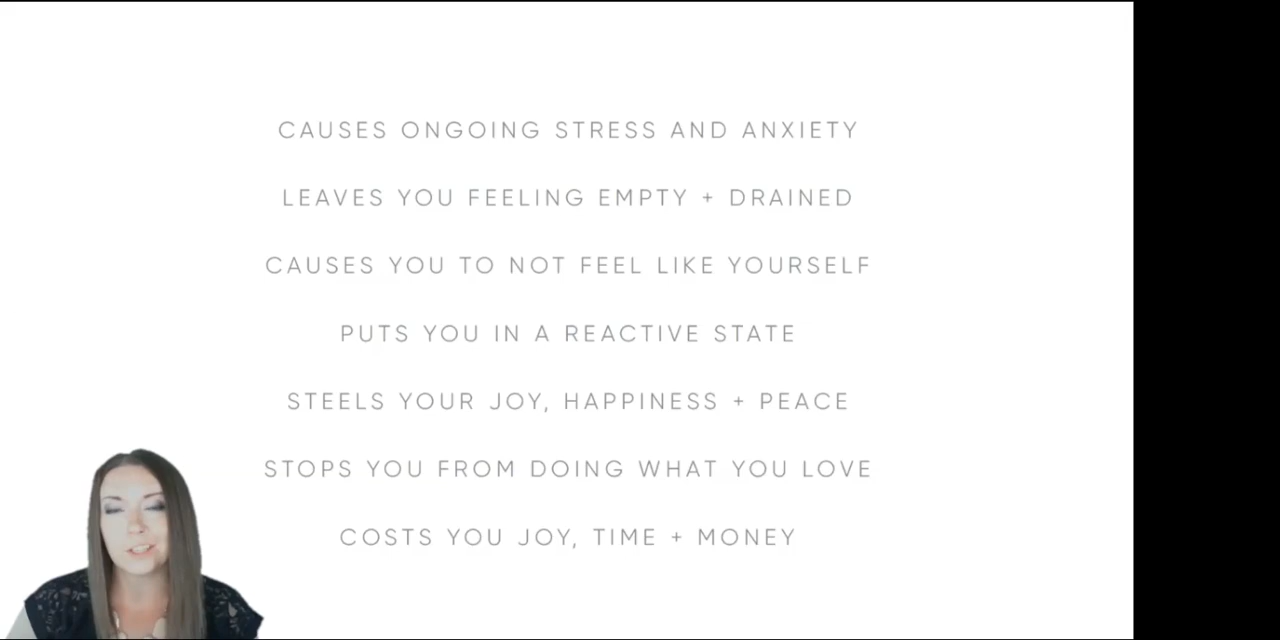 CAUSES ONGOING STRESS AND ANXIETY
LEAVES YOU FEELING EMPTY + DRAINED
CAUSES YOU TO NOT FEEL LIKE YOURSELF
PUTS YOU IN A REACTIVE STATE
STEELS YOUR JOY, HAPPINESS + PEACE
STOPS YOU FROM DOING WHAT YOU LOVE
COSTS YOU JOY, TIME + MONEY